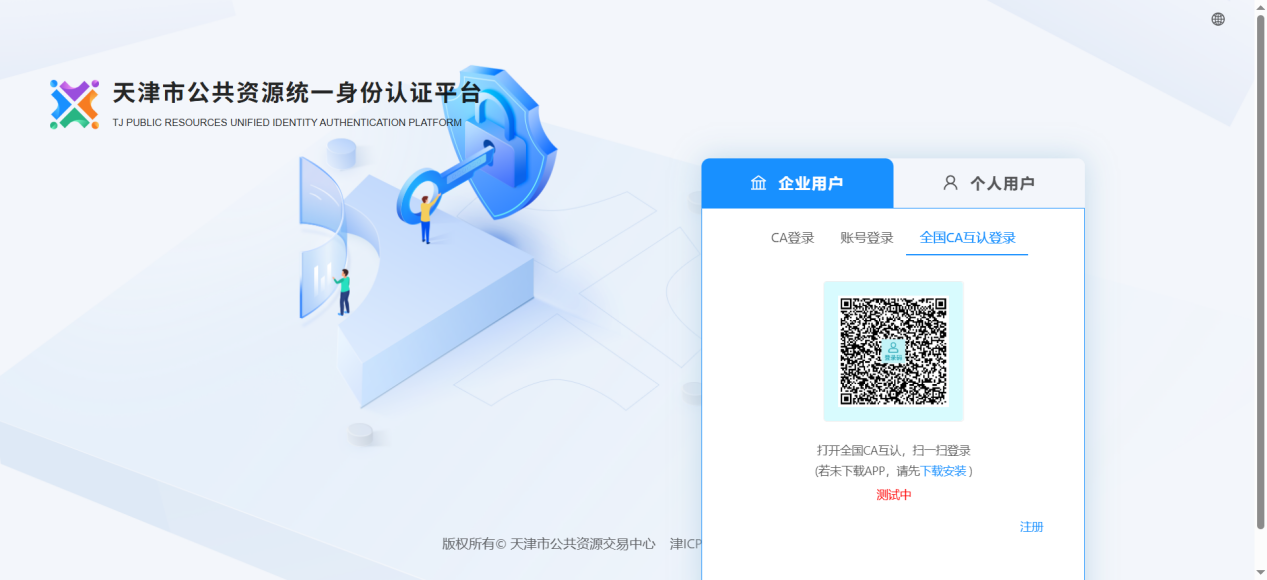 天津市公共资源统一身份认证平台
TJ PUBLIC RESOURCES UNIFIED IDENTITY AUTHENTICATION PLATFORM
企业用户 个人用户
CA登录 账号登录 全国CA互认登录
登录码
打开全国CA互认，扫一扫登录
(若未下载APP，请先下载安装 )
测试中
注册
版权所有© 天津市公共资源交易中心 津ICP